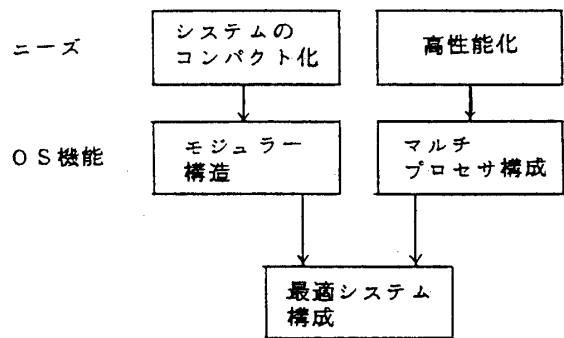 ニーズ
システムの
コンパクト化
高性能化
OS機能
モジュラー
構造
マルチ
プロセサ構成
最適システム
構成